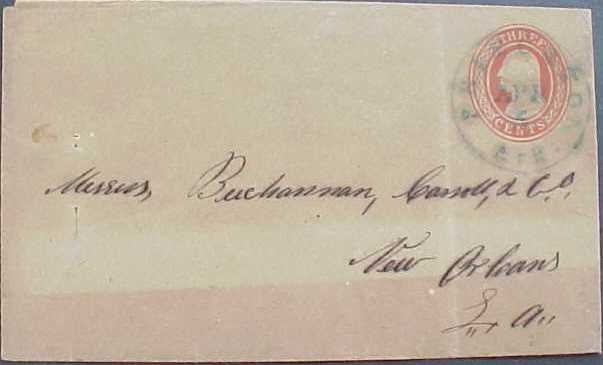 THREE
CENTS
Messrs, Buchannan, Carroll, & Co.,
New Orleans
La,,